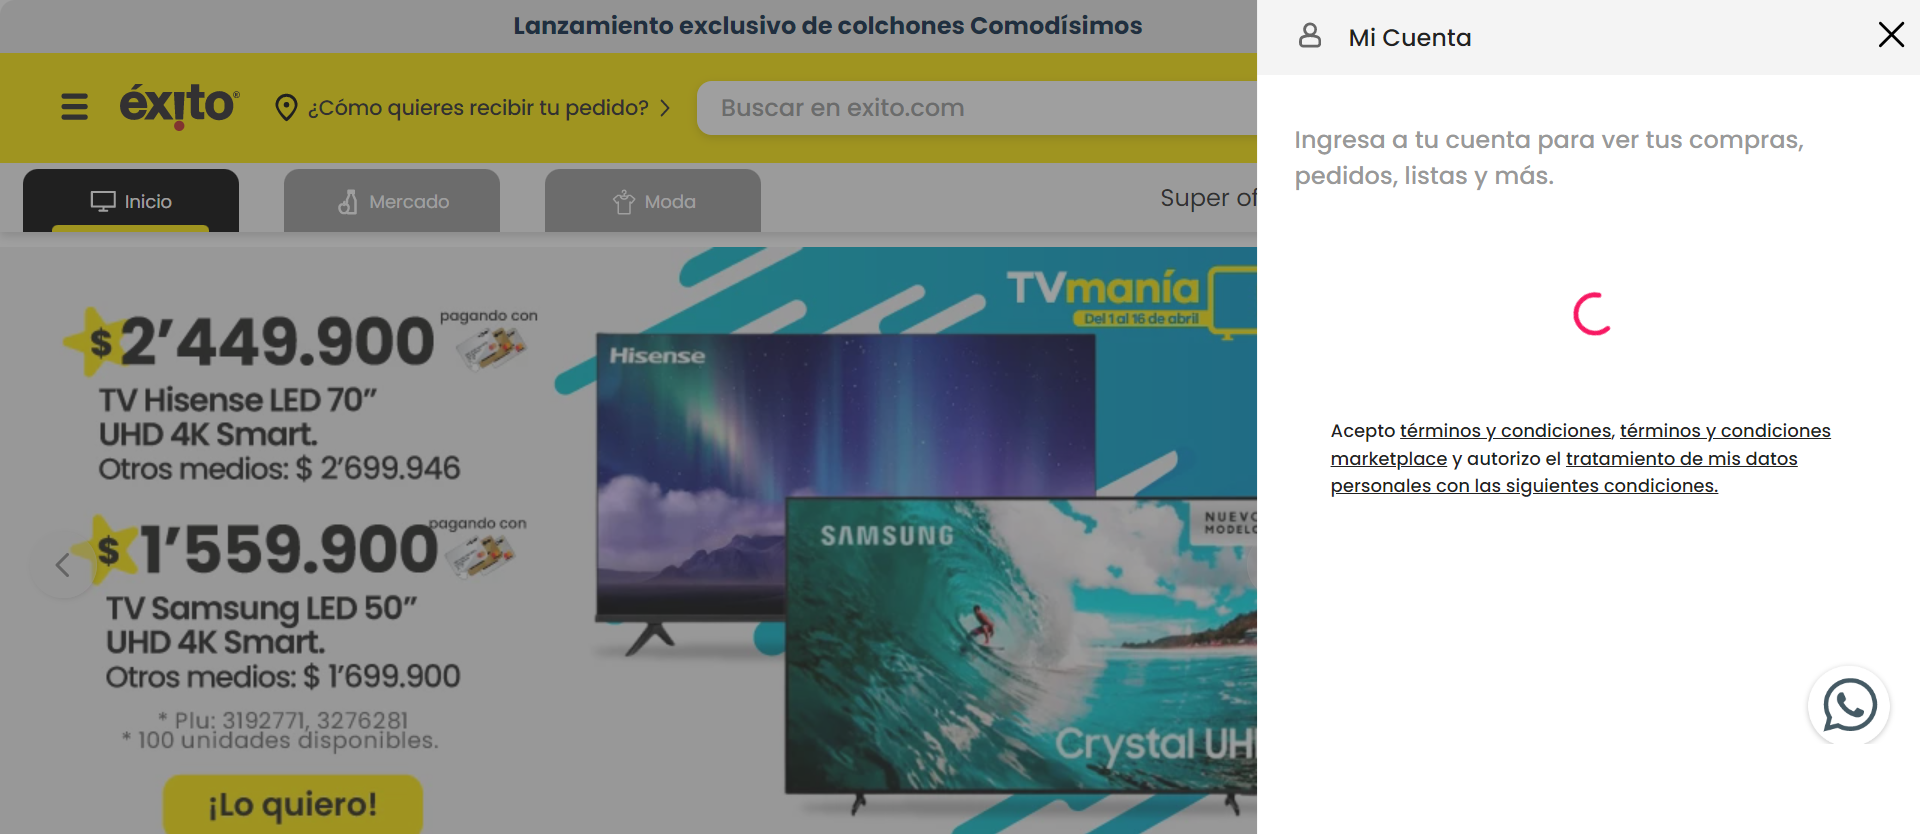 Lanzamiento exclusivo de colchones Comodísimos
éxito®
¿Cómo quieres recibir tu pedido?
Buscar en exito.com
Inicio
Mercado
Moda
Super of
TVmanía
Del 1 al 16 de abril
$ 2'449.900
pagando con
TV Hisense LED 70"
UHD 4K Smart.
Otros medios: $ 2'699.946
$ 1'559.900
pagando con
TV Samsung LED 50"
UHD 4K Smart.
Otros medios: $ 1'699.900
* Plu: 3192771, 3276281
* 100 unidades disponibles.
¡Lo quiero!
Hisense
SAMSUNG
NUEVO
MODELO
Crystal UH
Mi Cuenta
Ingresa a tu cuenta para ver tus compras,
pedidos, listas y más.
Acepto términos y condiciones, términos y condiciones
marketplace y autorizo el tratamiento de mis datos
personales con las siguientes condiciones.